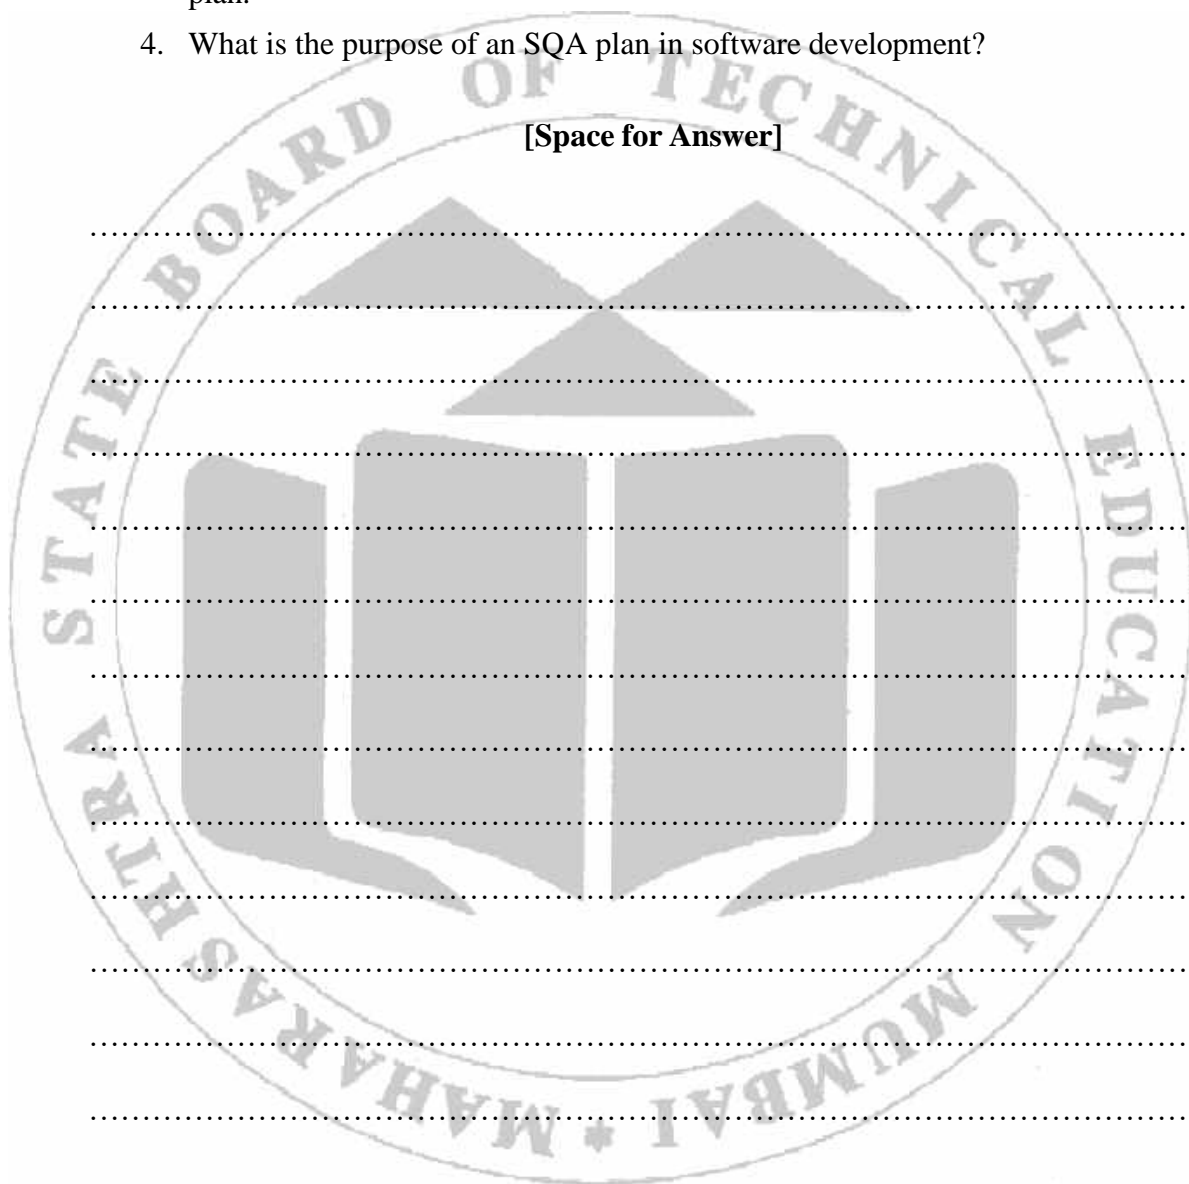 plan.
4. What is the purpose of an SQA plan in software development?
[Space for Answer]
MAHARASHTRA STATE BOARD OF TECHNICAL EDUCATION MUMBAI *